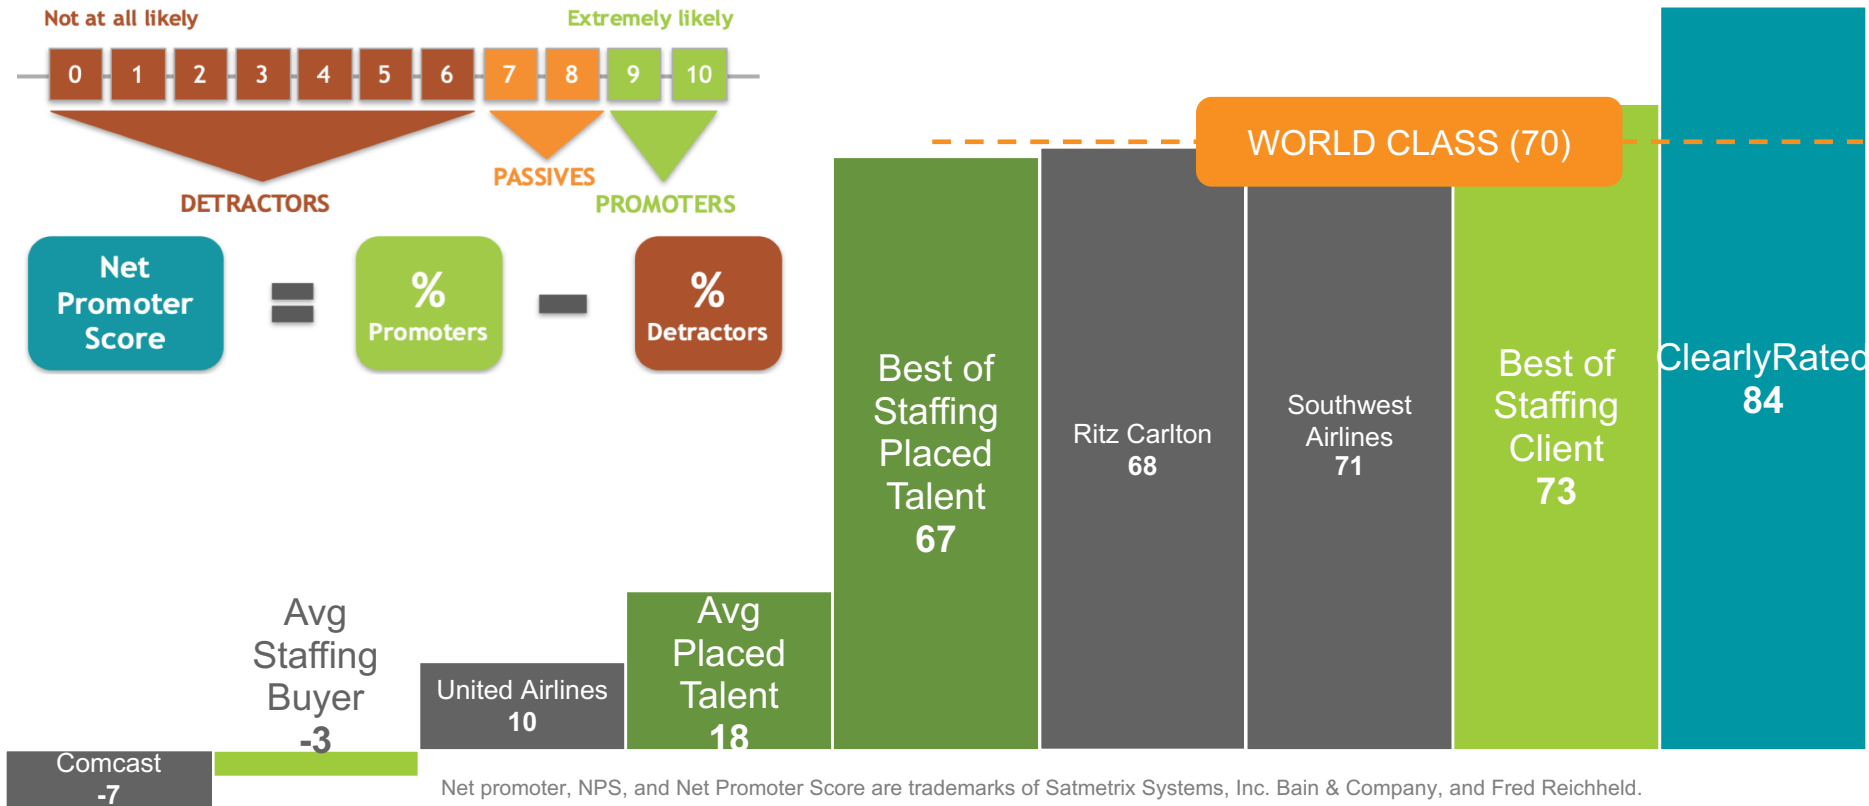 Not at all likely
Extremely likely
0 1 2 3 4 5 6 7 8 9 10
DETRACTORS
PASSIVES
PROMOTERS
Net
Promoter
Score
=
%
Promoters
-
%
Detractors
WORLD CLASS (70)
Comcast
-7
Avg
Staffing
Buyer
-3
United Airlines
10
Avg
Placed
Talent
18
Best of
Staffing
Placed
Talent
67
Ritz Carlton
68
Southwest
Airlines
71
Best of
Staffing
Client
73
ClearlyRated
84
Net promoter, NPS, and Net Promoter Score are trademarks of Satmetrix Systems, Inc. Bain & Company, and Fred Reichheld.